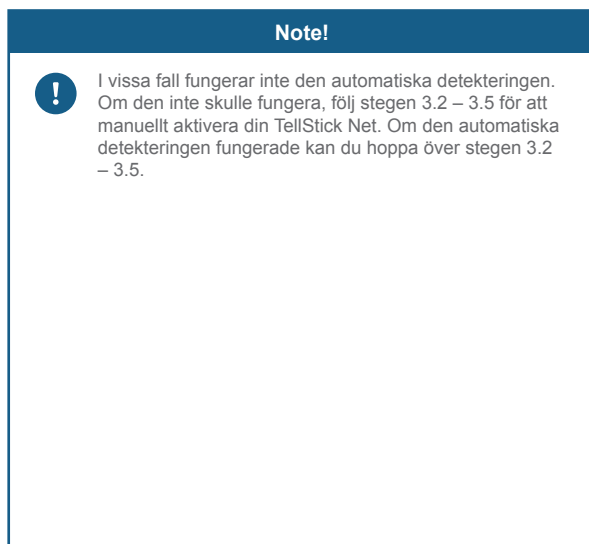 Note!
I vissa fall fungerar inte den automatiska detekteringen.
Om den inte skulle fungera, följ stegen 3.2 – 3.5 för att
manuellt aktivera din TellStick Net. Om den automatiska
detekteringen fungerade kan du hoppa över stegen 3.2
– 3.5.